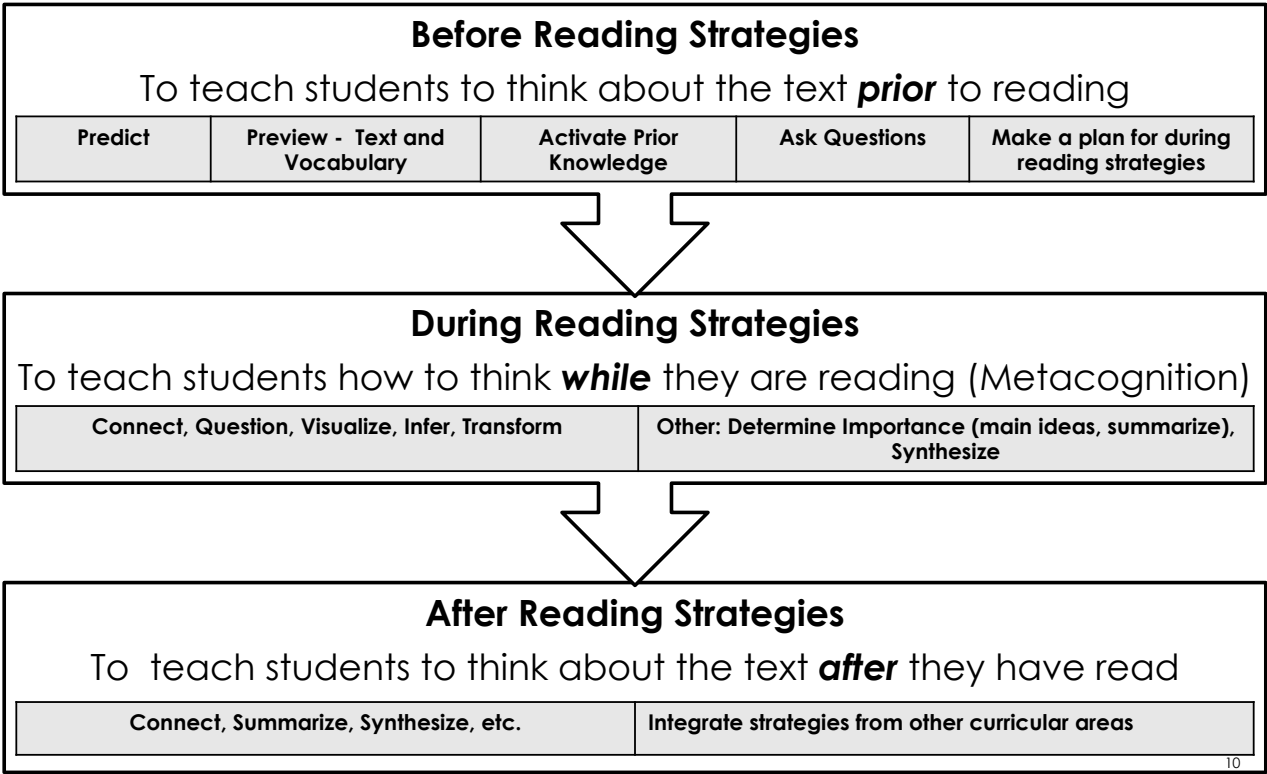 Before Reading Strategies
To teach students to think about the text prior to reading
Predict
Preview - Text and
Vocabulary
Activate Prior
Knowledge
Ask Questions
Make a plan for during
reading strategies
During Reading Strategies
To teach students how to think while they are reading (Metacognition)
Connect, Question, Visualize, Infer, Transform
Other: Determine Importance (main ideas, summarize),
Synthesize
After Reading Strategies
To teach students to think about the text after they have read
Connect, Summarize, Synthesize, etc.
Integrate strategies from other curricular areas
10